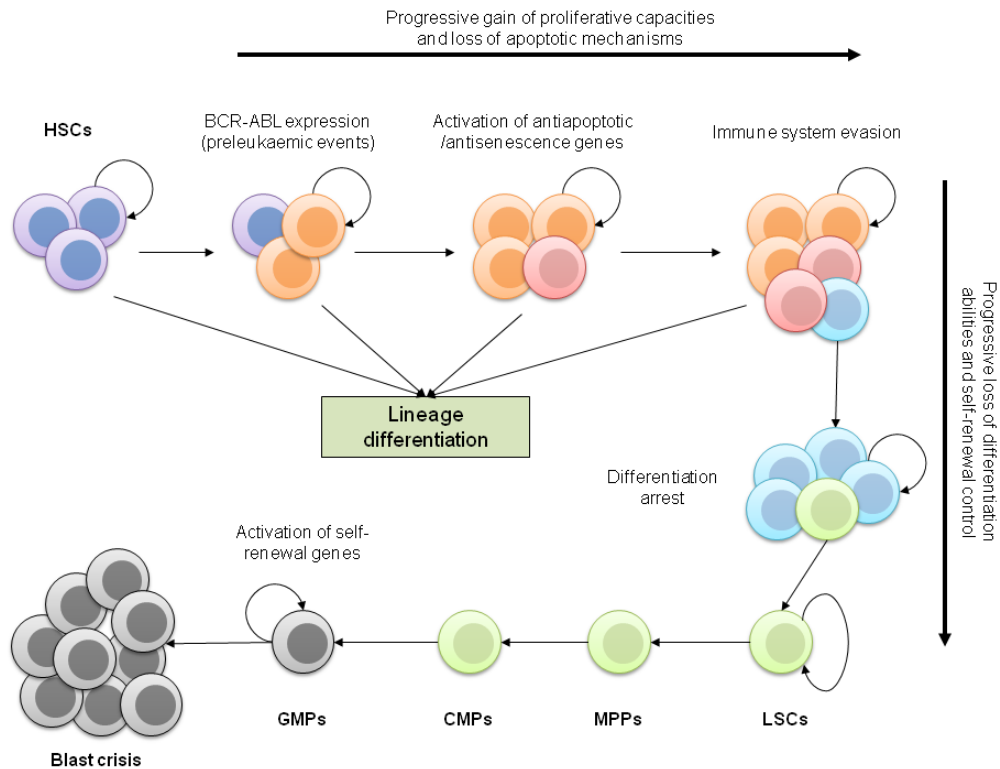 Progressive gain of proliferative capacities
and loss of apoptotic mechanisms
HSCs
BCR-ABL expression
(preleukaemic events)
Activation of antiapoptotic
/antisenescence genes
Immune system evasion
Progressive loss of differentiation
abilities and self-renewal control
Lineage
differentiation
Differentiation
arrest
Activation of self-
renewal genes
GMPs
CMPs
MPPs
LSCs
Blast crisis